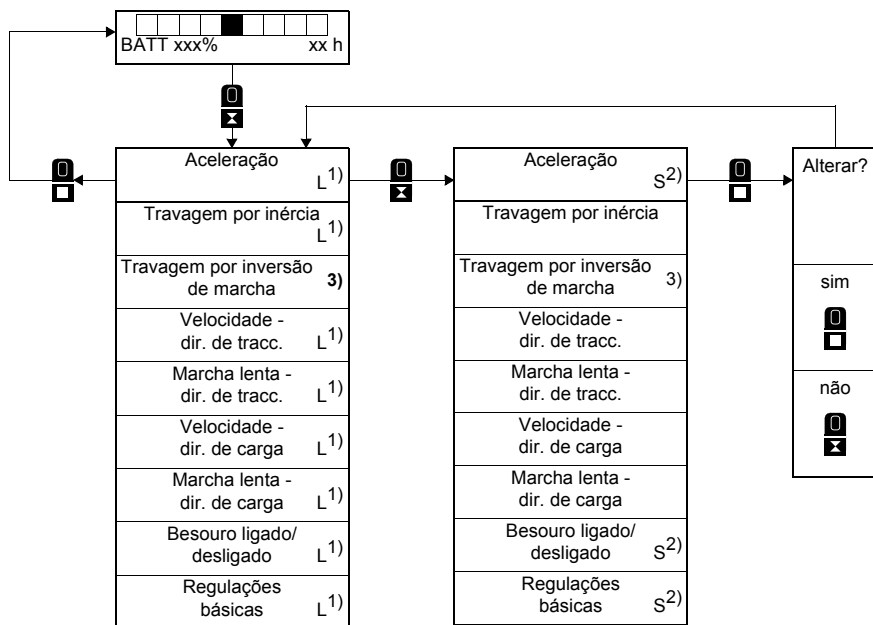 BATT xxx% xx h
Aceleração
L1)
Travagem por inércia
L1)
Travagem por inversão
de marcha 3)
Velocidade -
dir. de tracc. L1)
Marcha lenta -
dir. de tracc. L1)
Velocidade -
dir. de carga L1)
Marcha lenta -
dir. de carga L1)
Besouro ligado/
desligado L1)
Regulações
básicas L1)
Aceleração
S2)
Travagem por inércia
Travagem por inversão
de marcha 3)
Velocidade -
dir. de tracc.
Marcha lenta -
dir. de tracc.
Velocidade -
dir. de carga
Marcha lenta -
dir. de carga
Besouro ligado/
desligado S2)
Regulações
básicas S2)
Alterar?
sim
não